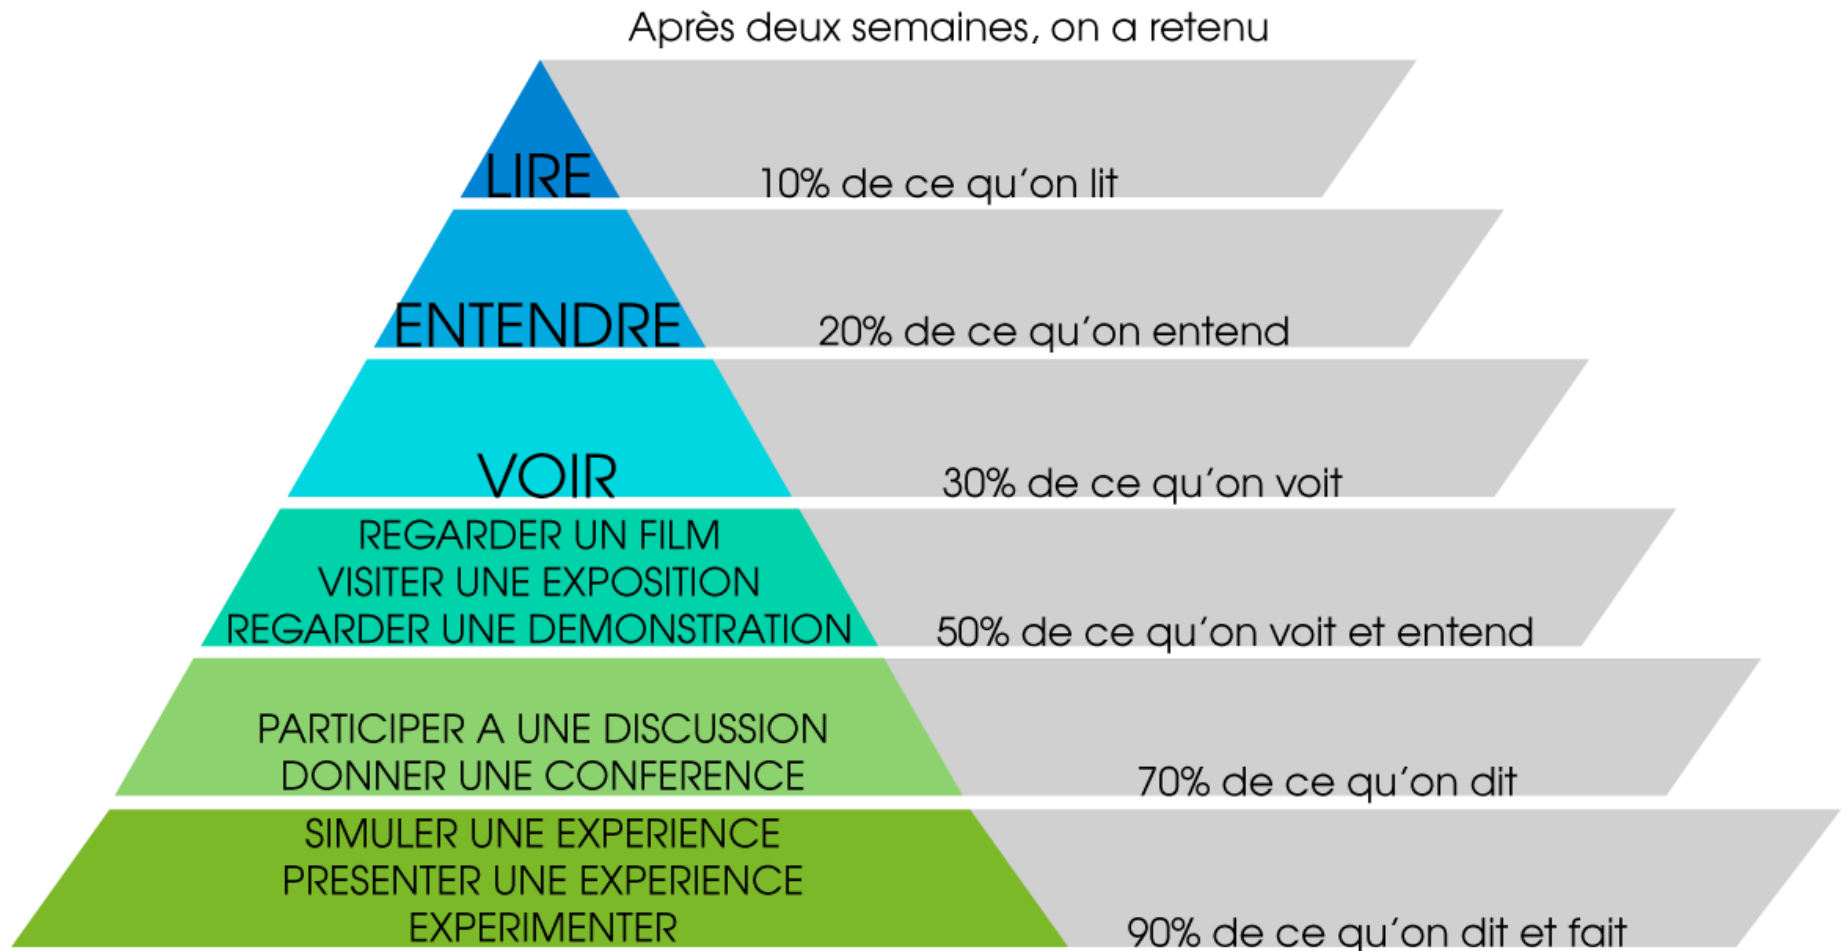 Après deux semaines, on a retenu
LIRE
10% de ce qu'on lit
ENTENDRE
20% de ce qu'on entend
VOIR
30% de ce qu'on voit
REGARDER UN FILM
VISITER UNE EXPOSITION
REGARDER UNE DEMONSTRATION
50% de ce qu'on voit et entend
PARTICIPER A UNE DISCUSSION
DONNER UNE CONFERENCE
70% de ce qu'on dit
SIMULER UNE EXPERIENCE
PRESENTER UNE EXPERIENCE
EXPERIMENTER
90% de ce qu'on dit et fait